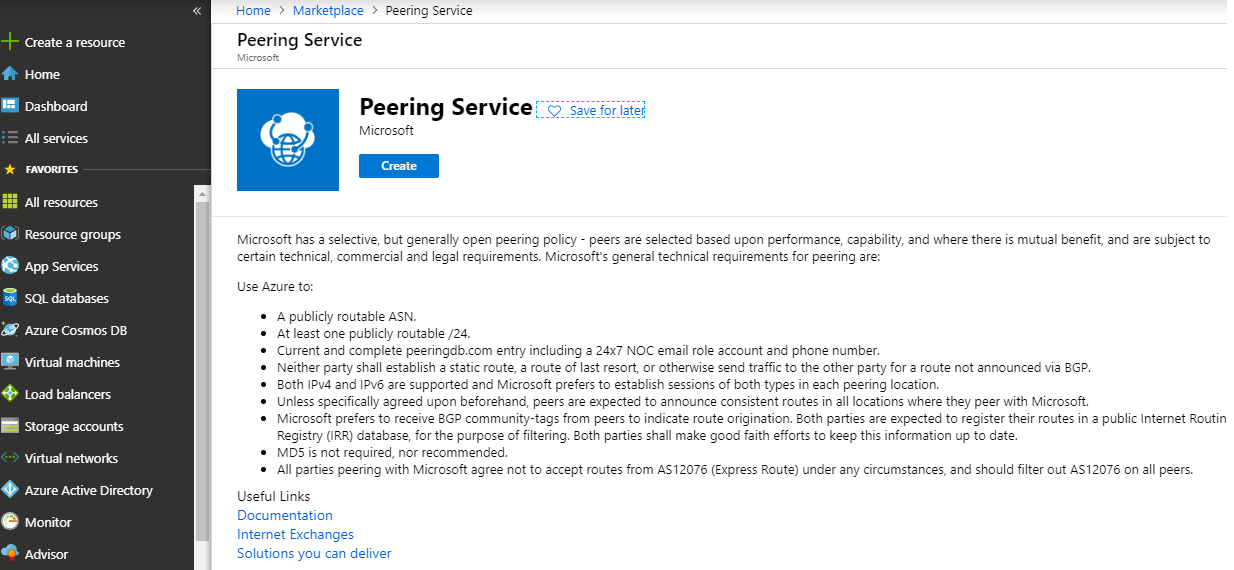 «
Create a resource
Home
Dashboard
All services
FAVORITES
All resources
Resource groups
App Services
SQL databases
Azure Cosmos DB
Virtual machines
Load balancers
Storage accounts
Virtual networks
Azure Active Directory
Monitor
Advisor
Home > Marketplace > Peering Service
Peering Service
Microsoft
Peering Service
Save for later
Microsoft
Create
Microsoft has a selective, but generally open peering policy - peers are selected based upon performance, capability, and where there is mutual benefit, and are subject to
certain technical, commercial and legal requirements. Microsoft's general technical requirements for peering are:
Use Azure to:
• A publicly routable ASN.
• At least one publicly routable /24.
• Current and complete peeringdb.com entry including a 24x7 NOC email role account and phone number.
• Neither party shall establish a static route, a route of last resort, or otherwise send traffic to the other party for a route not announced via BGP.
• Both IPv4 and IPv6 are supported and Microsoft prefers to establish sessions of both types in each peering location.
• Unless specifically agreed upon beforehand, peers are expected to announce consistent routes in all locations where they peer with Microsoft.
• Microsoft prefers to receive BGP community-tags from peers to indicate route origination. Both parties are expected to register their routes in a public Internet Routin
Registry (IRR) database, for the purpose of filtering. Both parties shall make good faith efforts to keep this information up to date.
• MD5 is not required, nor recommended.
• All parties peering with Microsoft agree not to accept routes from AS12076 (Express Route) under any circumstances, and should filter out AS12076 on all peers.
Useful Links
Documentation
Internet Exchanges
Solutions you can deliver